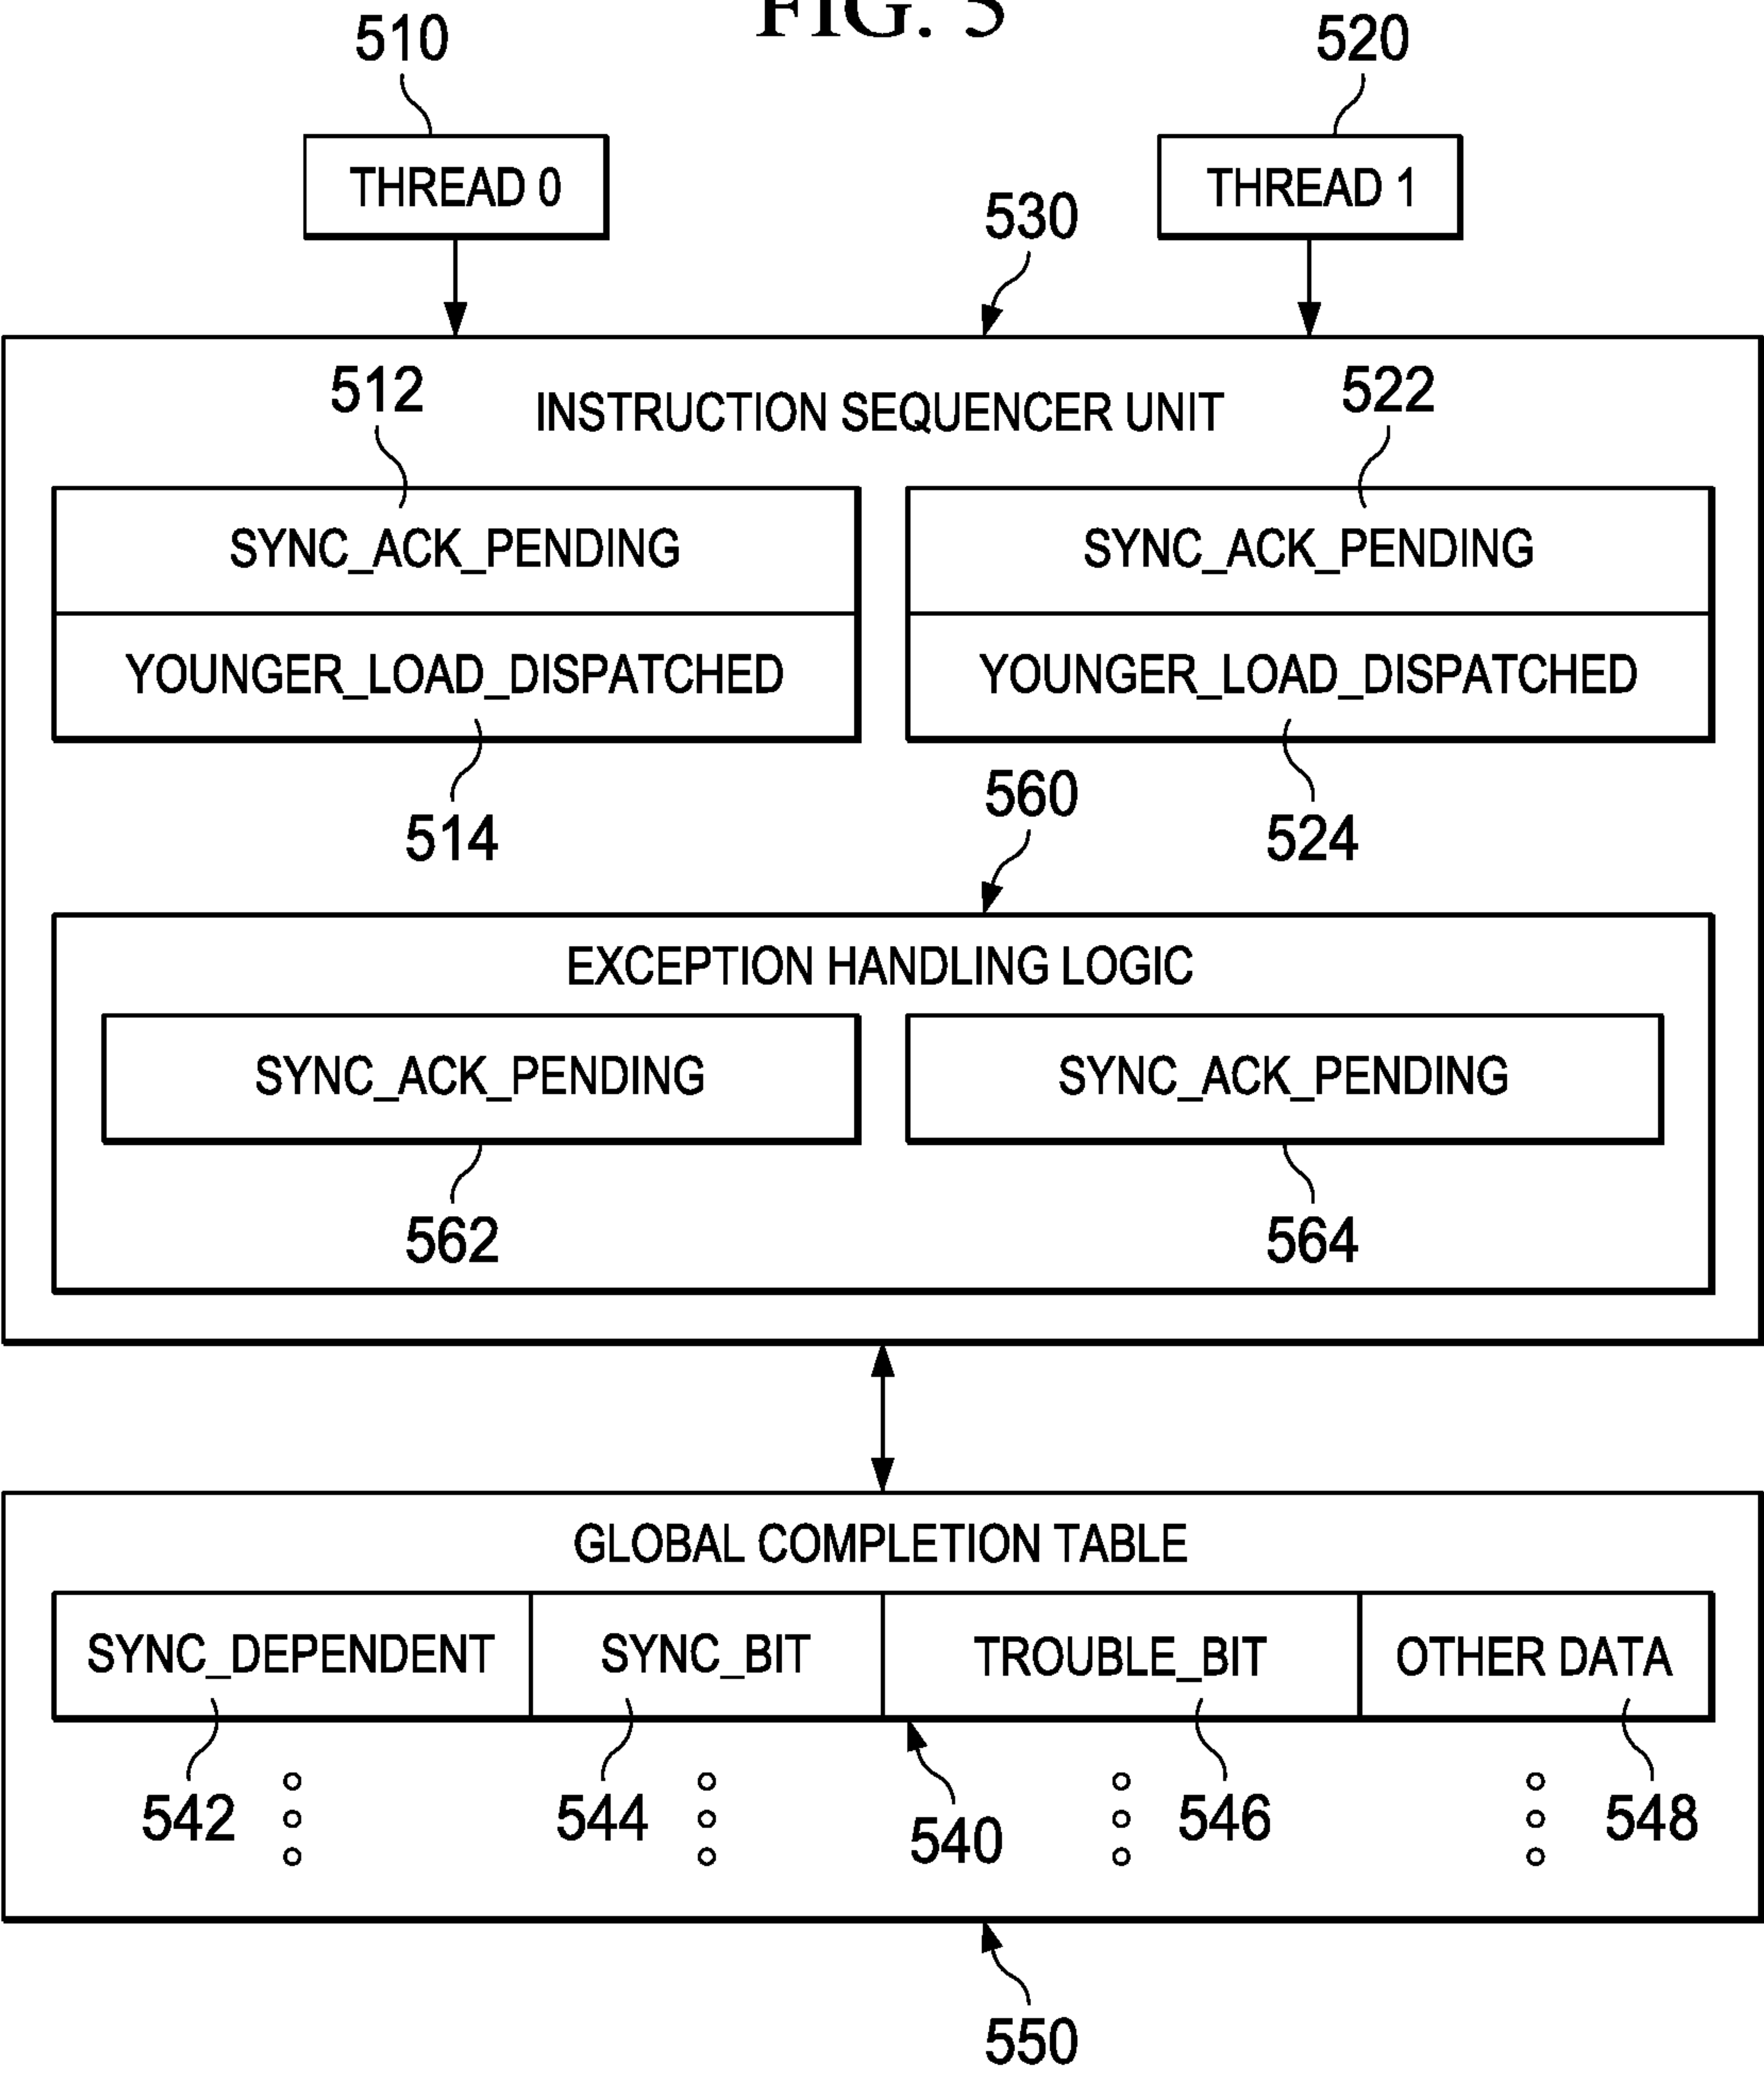 FIG. 5
510
520
THREAD 0
THREAD 1
530
512
INSTRUCTION SEQUENCER UNIT
522
SYNC_ACK_PENDING
SYNC_ACK_PENDING
YOUNGER_LOAD_DISPATCHED
YOUNGER_LOAD_DISPATCHED
560
514
524
EXCEPTION HANDLING LOGIC
SYNC_ACK_PENDING
SYNC_ACK_PENDING
562
564
GLOBAL COMPLETION TABLE
SYNC_DEPENDENT
SYNC_BIT
TROUBLE_BIT
OTHER DATA
542
544
540
546
548
550